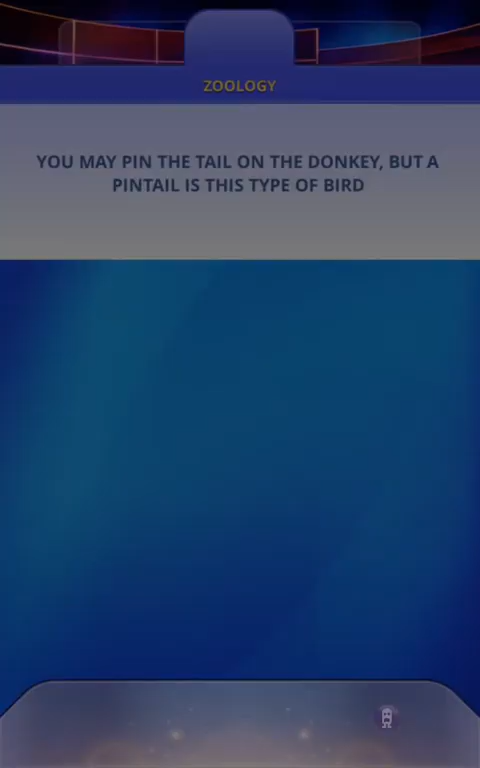 ZOOLOGY
YOU MAY PIN THE TAIL ON THE DONKEY, BUT A
PINTAIL IS THIS TYPE OF BIRD